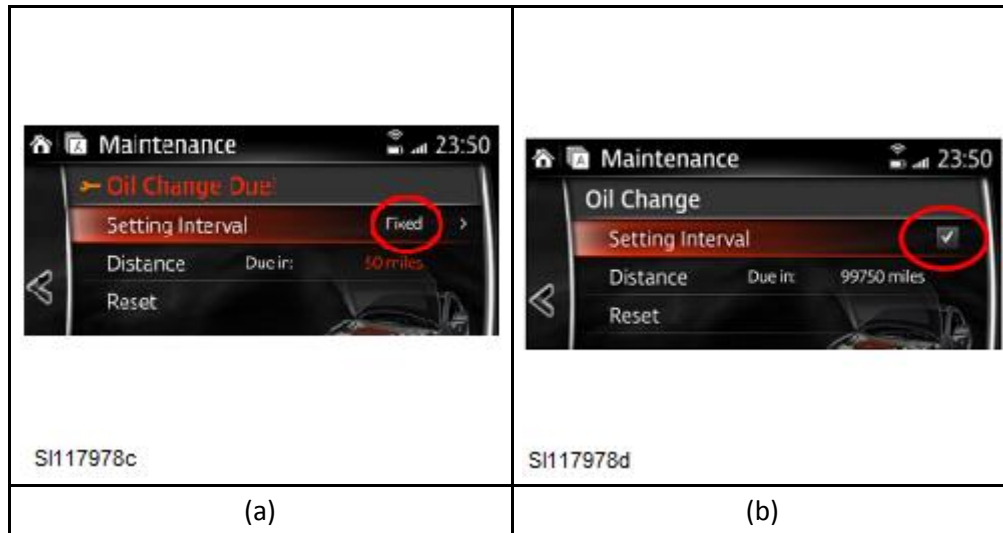 Maintenance 23:50
Oil Change Due!
Setting Interval Fixed >
Distance Due in: 50 miles
Reset
SI117978c
(a)
A Maintenance 23:50
Oil Change
Setting Interval
Distance Due in: 99750 miles
Reset
SI117978d
(b)